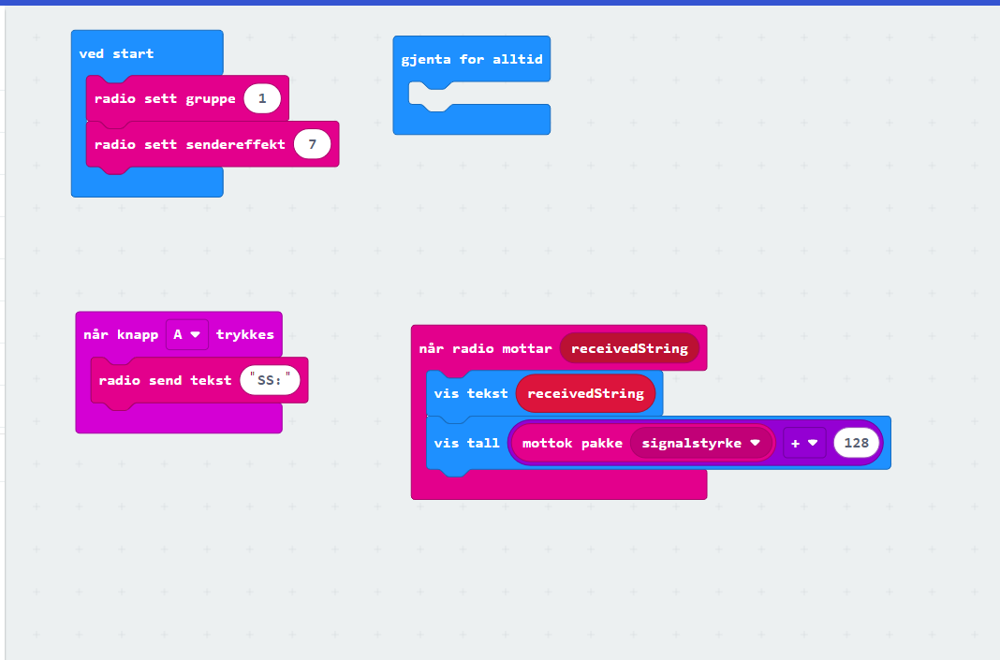 ved start
radio sett gruppe 1
radio sett sendereffekt 7
gjenta for alltid
når knapp A trykkes
radio send tekst "SS:"
når radio mottar receivedString
vis tekst receivedString
vis tall mottok pakke signalstyrke + 128